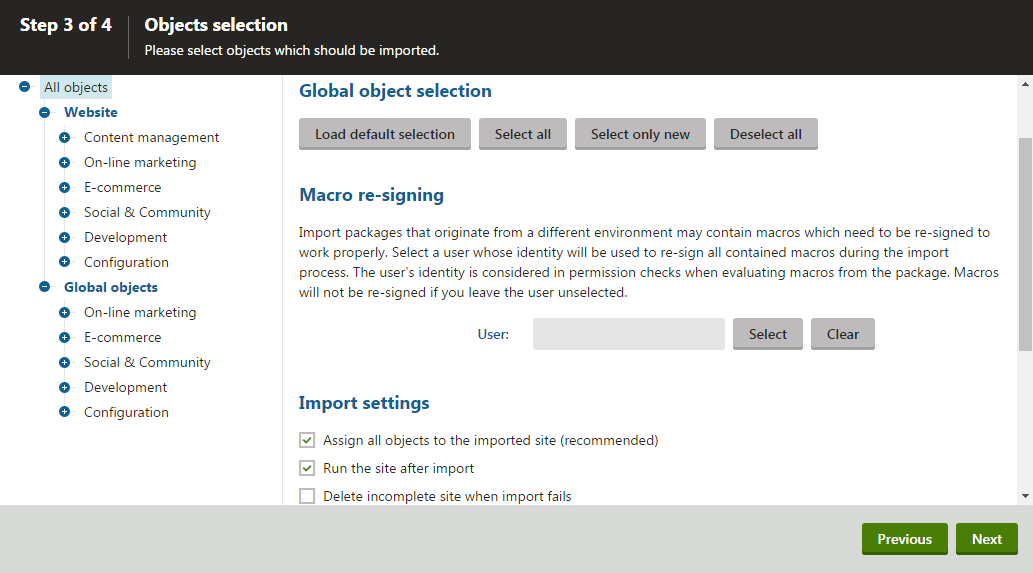 Step 3 of 4
Objects selection
Please select objects which should be imported.
All objects
Website
Content management
On-line marketing
E-commerce
Social & Community
Development
Configuration
Global objects
On-line marketing
E-commerce
Social & Community
Development
Configuration
Global object selection
Load default selection Select all Select only new Deselect all
Macro re-signing
Import packages that originate from a different environment may contain macros which need to be re-signed to
work properly. Select a user whose identity will be used to re-sign all contained macros during the import
process. The user's identity is considered in permission checks when evaluating macros from the package. Macros
will not be re-signed if you leave the user unselected.
User: Select Clear
Import settings
Assign all objects to the imported site (recommended)
Run the site after import
Delete incomplete site when import fails
Previous Next